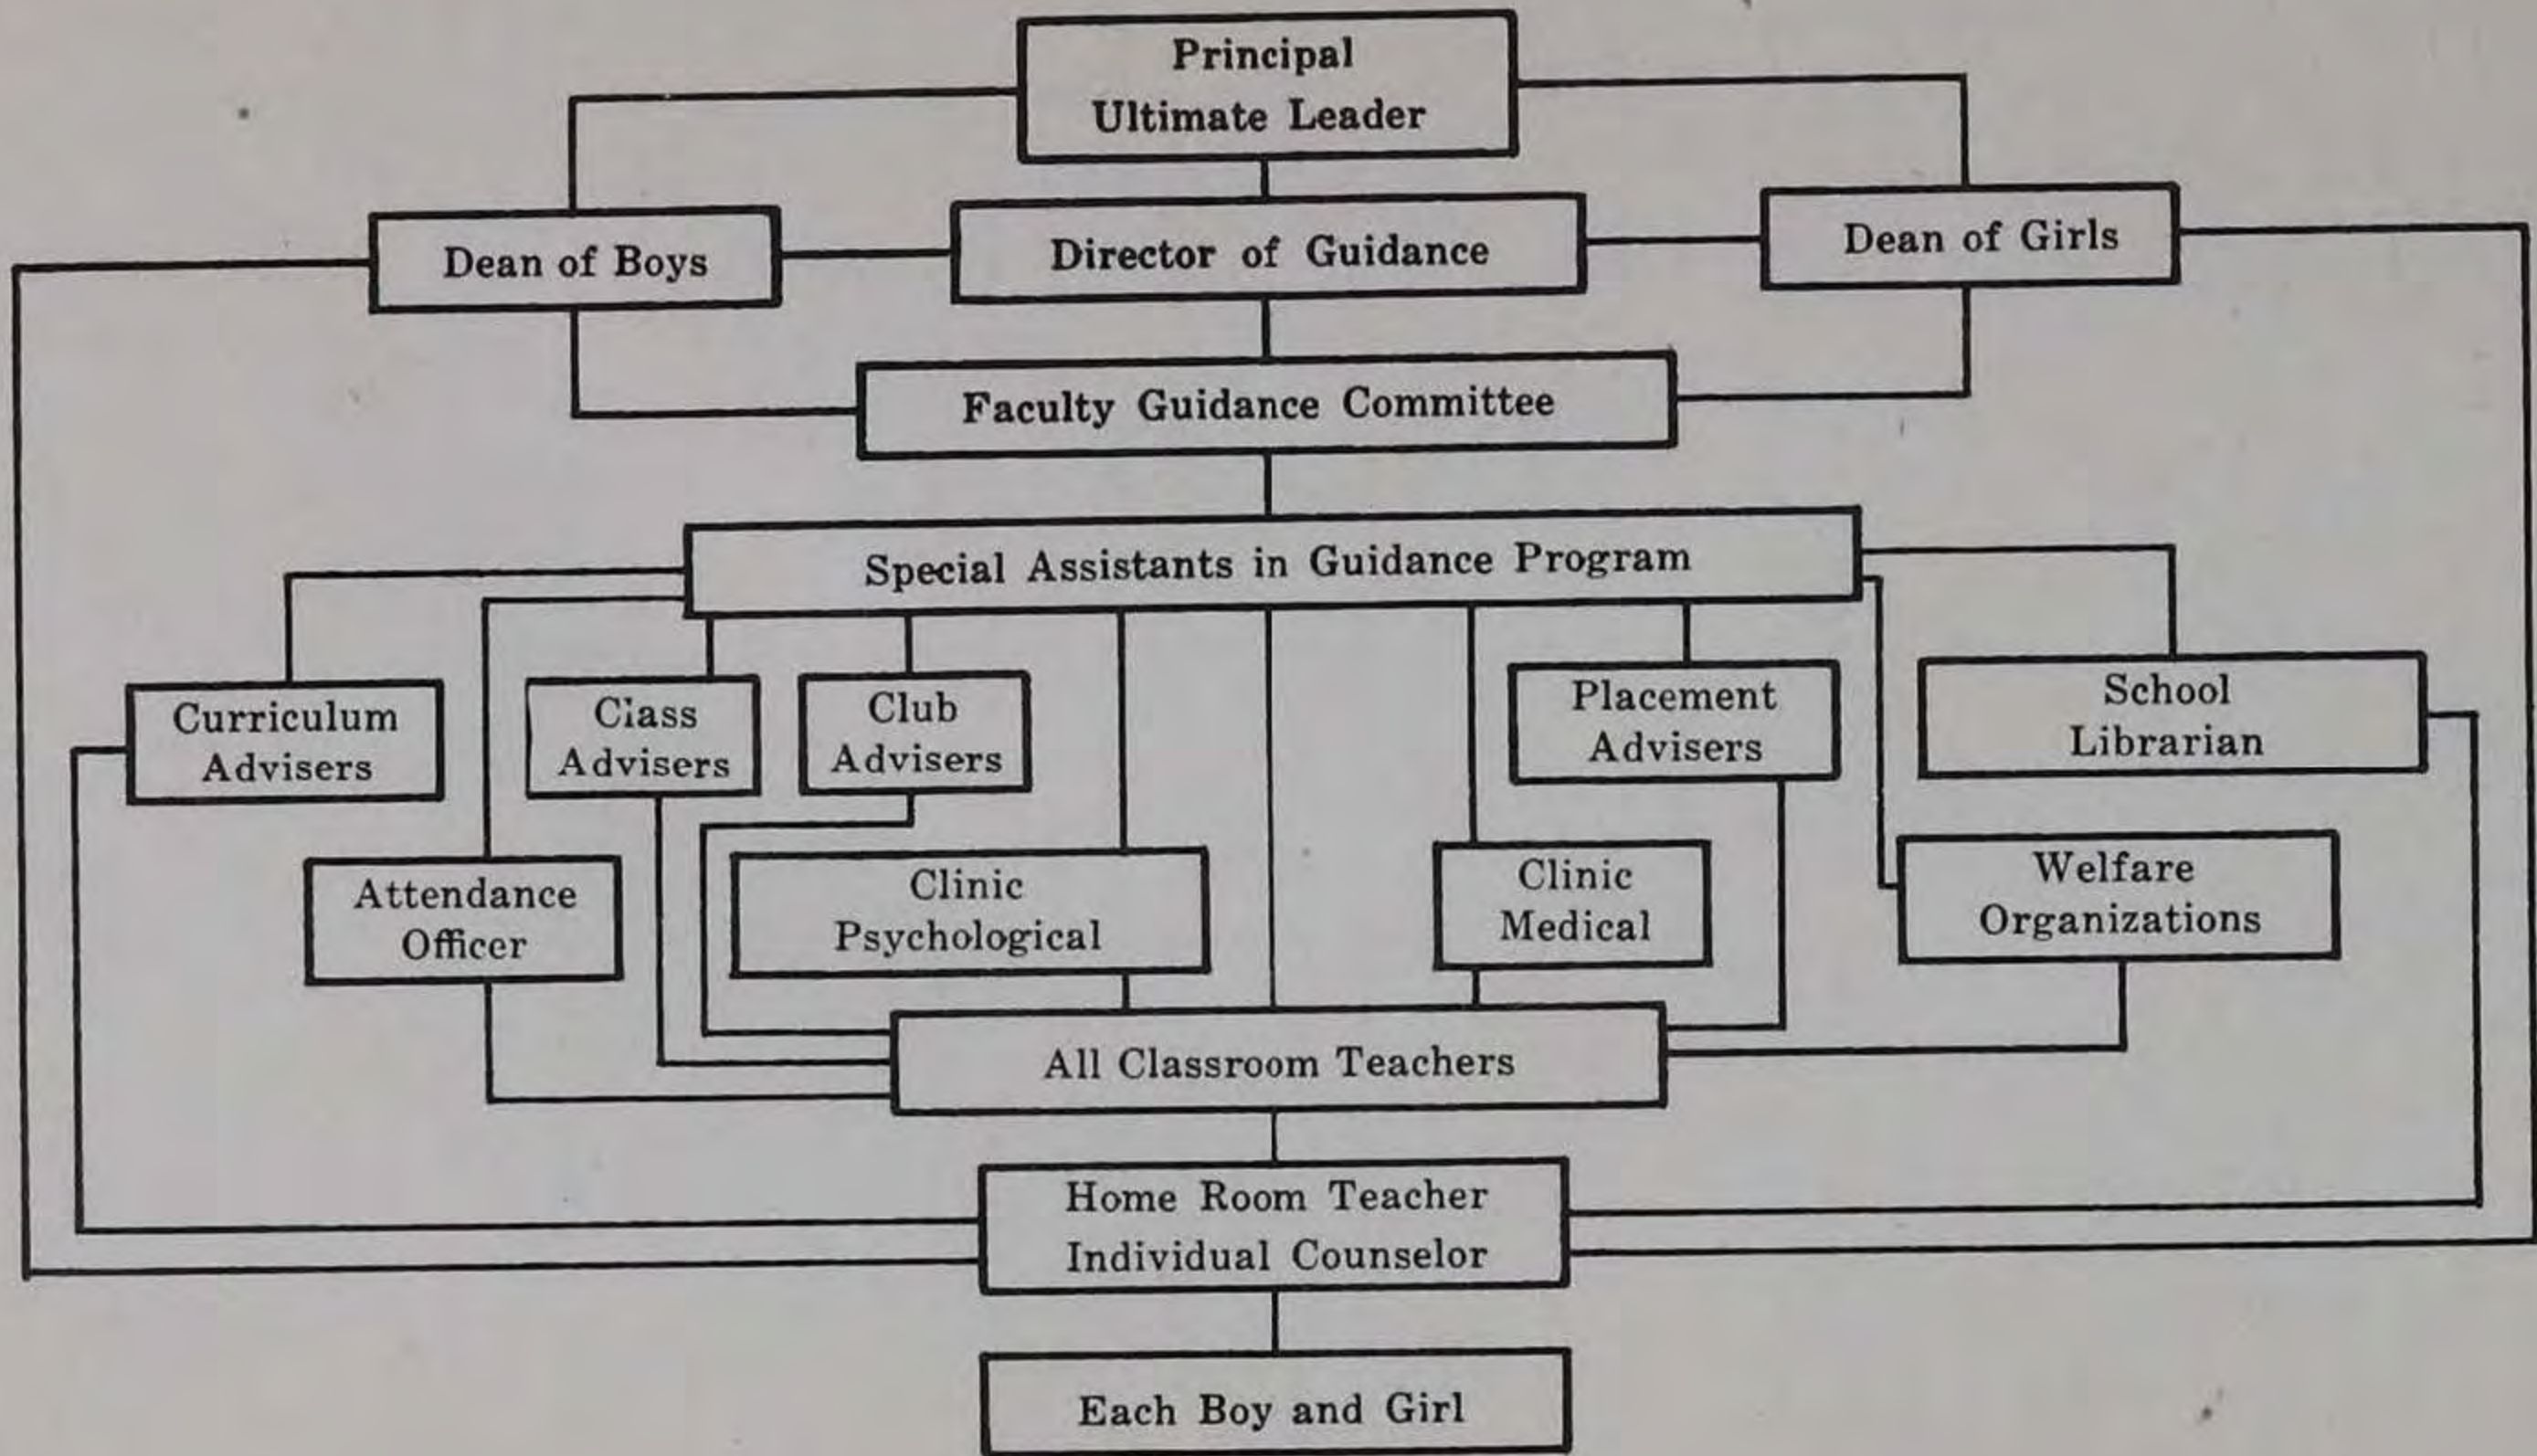 Principal
Ultimate Leader
Dean of Boys
Director of Guidance
Dean of Girls
Faculty Guidance Committee
Special Assistants in Guidance Program
Curriculum
Advisers
Class
Advisers
Club
Advisers
Placement
Advisers
School
Librarian
Attendance
Officer
Clinic
Psychological
Clinic
Medical
Welfare
Organizations
All Classroom Teachers
Home Room Teacher
Individual Counselor
Each Boy and Girl